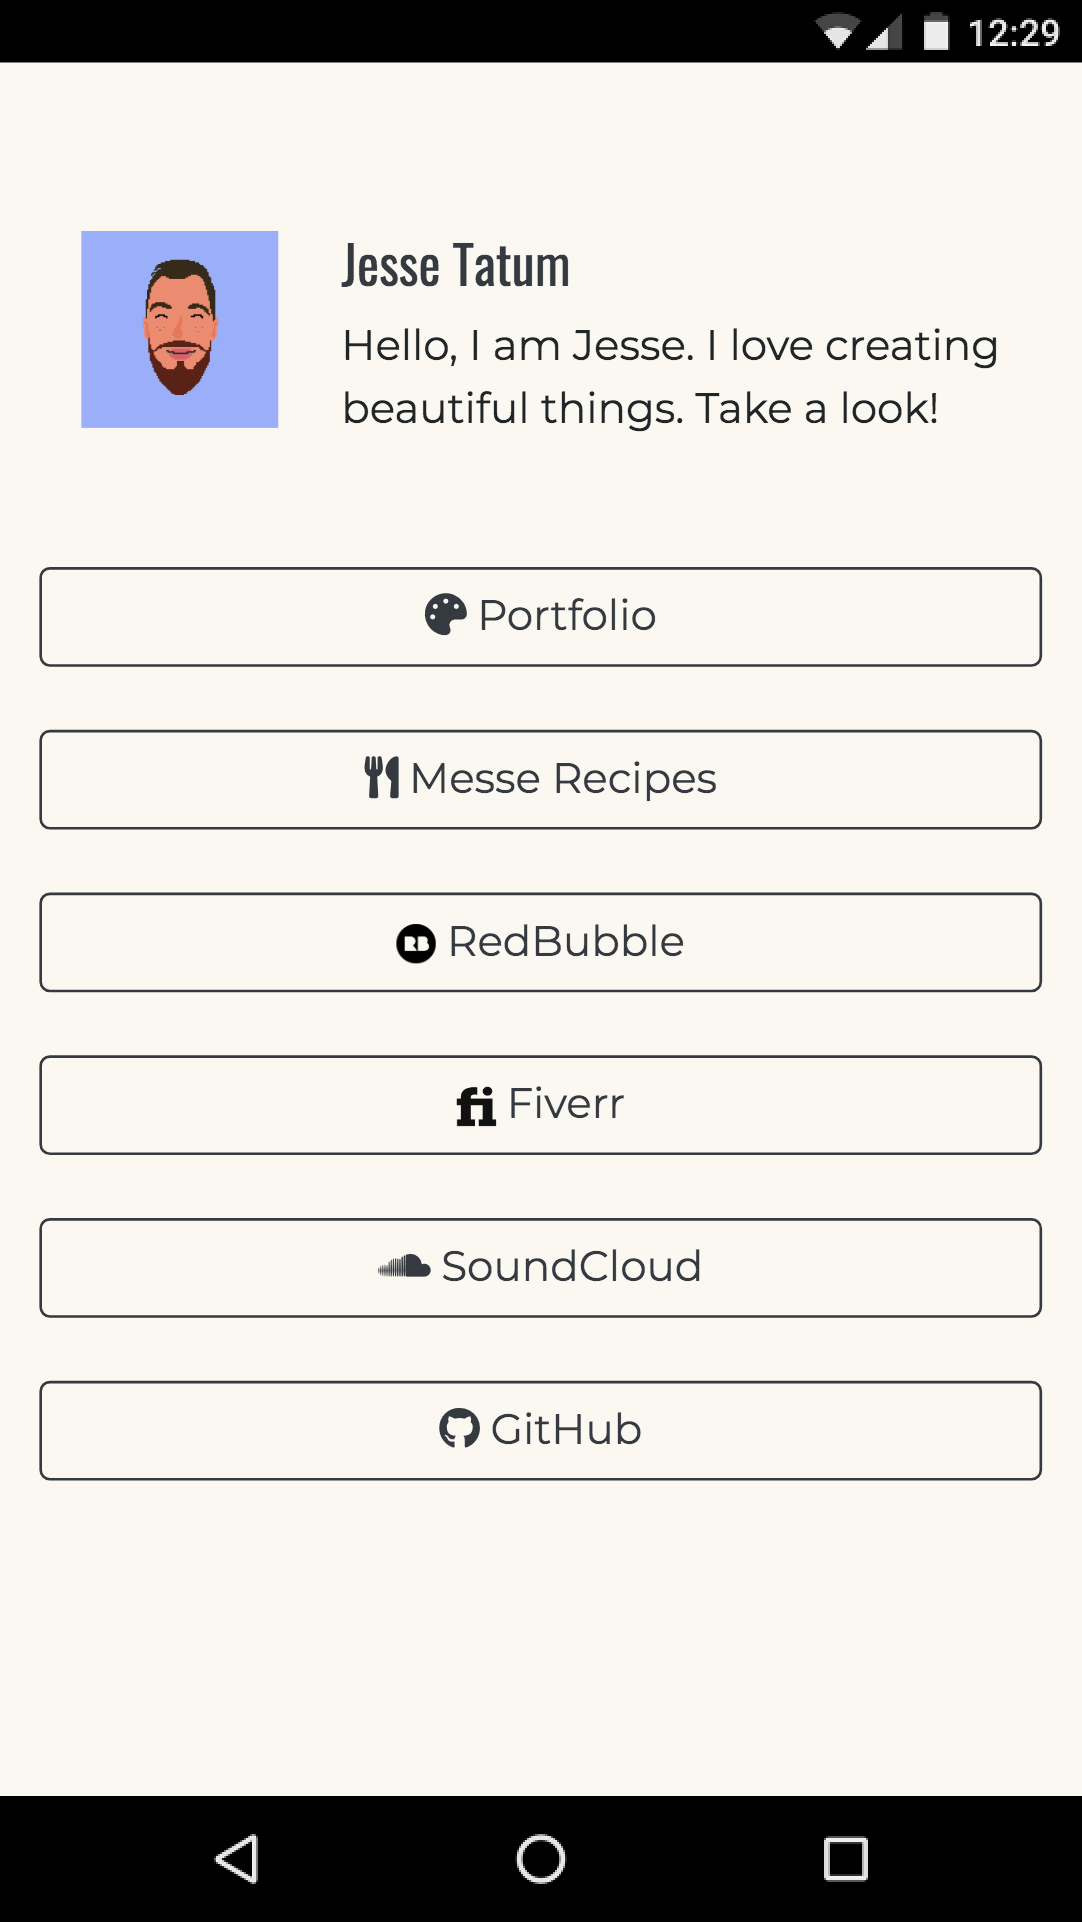 12:29
Jesse Tatum
Hello, I am Jesse. I love creating
beautiful things. Take a look!
Portfolio
Messe Recipes
RB RedBubble
fi Fiverr
SoundCloud
GitHub